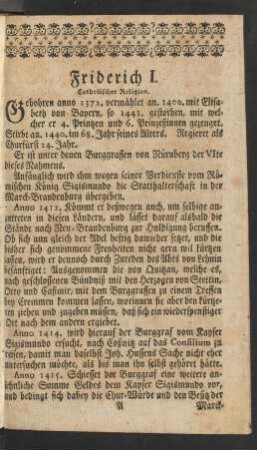 Friderich I.
Catholischer Religion.
Gebohren anno 1372, vermählet an. 1400, mit Elisa-
beth von Bayern, so 1441. gestorben, mit wel-
cher er 4. Printzen und 6. Prinzeßinnen gezeuget.
Stirbt an. 1440. im 68. Jahr seines Alters. Regieret als
Churfürst 24. Jahr.
Er ist unter denen Burggraffen von Nürnberg der VIte
dieses Nahmens.
Anfänglich wird ihm wegen seiner Verdienste vom Rö-
mischen König Sigismundo die Statthalterschaft in der
March-Brandenburg übergeben.
Anno 1412. Kömmt er deswegen auch, um selbige an-
zutreten in diesen Ländern, und lässet darauf alsbald die
Stände nach Neu-Brandenburg zur Huldigung beruffen.
Ob sich nun gleich der Adel hefftig dawieder setzet, und die
bisher sich genommene Freyheiten nicht gern wil kürtzen
lassen, wird er dennoch durch Zureden des Abts von Lehnin
besänftiget: Ausgenommen die von Quitzau, welche es,
nach geschlossenem Bündniß mit den Herzogen von Stettin,
Otto und Casimir, mit dem Burggraffen zu einem Treffen
bey Cremmen kommen lassen, worinnen sie aber den kürtze-
ren ziehen und zugeben müssen, daß sich ein wiederspenstiger
Ort nach dem andern ergiebet.
Anno 1414. wird hierauf der Burggraf vom Kayser
Sigismundo ersucht, nach Coßnitz auf das Consilium zu
reisen, damit man daselbst Joh. Hussens Sache nicht eher
untersuchen möchte, als bis man ihn selbst gehöret hätte.
Anno 1415. Schiesset der Burggraf eine weitere an-
sehnliche Summe Geldes dem Kayser Sigismundo vor,
und bedingt sich dabey die Chur-Würde und den Besitz der
A Marck-